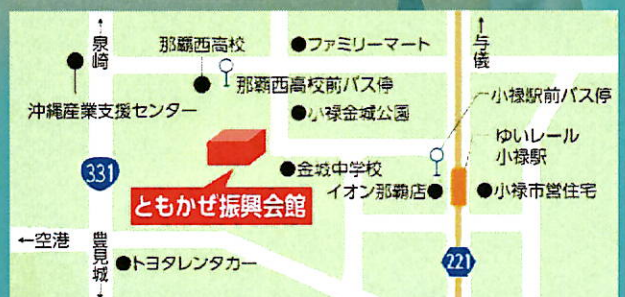 ↑泉崎
那覇西高校
●ファミリーマート
↑与儀
那覇西高校前バス停
沖縄産業支援センター
●小禄金城公園
小禄駅前バス停
ゆいレール
小禄駅
331
●金城中学校
ともかぜ振興会館
イオン那覇店●
●小禄市営住宅
←空港
豊見城↓
●トヨタレンタカー
221